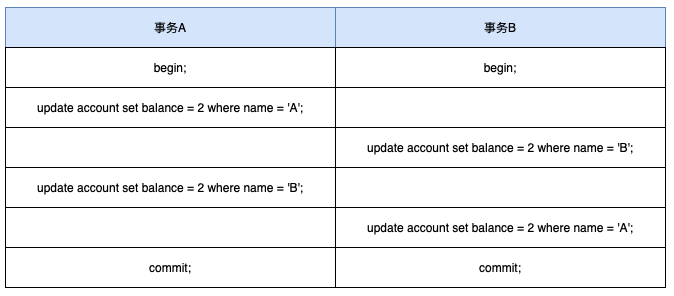 事务A
事务B
begin;
begin;
update account set balance = 2 where name = 'A';
update account set balance = 2 where name = 'B';
update account set balance = 2 where name = 'B';
update account set balance = 2 where name = 'A';
commit;
commit;